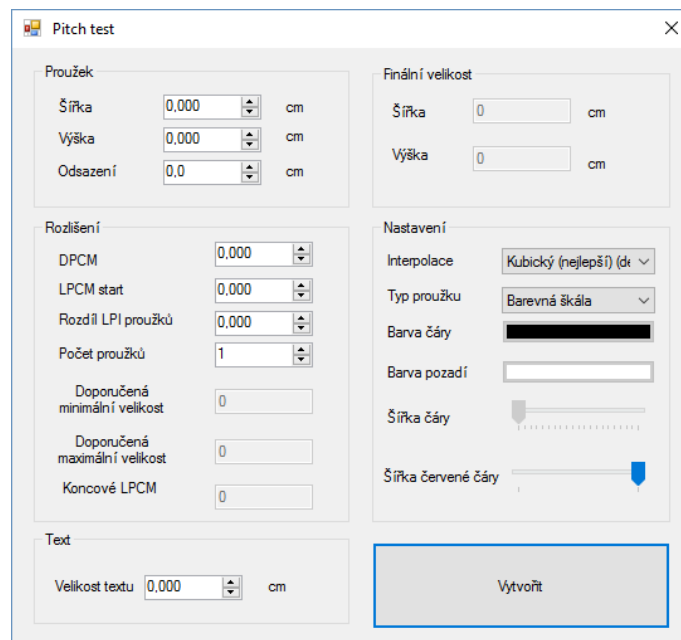 Pitch test
Proužek
Šířka 0,000 cm
Výška 0,000 cm
Odsazení 0,0 cm
Finální velikost
Šířka 0 cm
Výška 0 cm
Rozlišení
DPCM 0,000
LPCM start 0,000
Rozdíl LPI proužků 0,000
Počet proužků 1
Doporučená
minimální velikost 0
Doporučená
maximální velikost 0
Koncové LPCM 0
Nastavení
Interpolace Kubický (nejlepší) (de
Typ proužku Barevná škála
Barva čáry
Barva pozadí
Šířka čáry
Šířka červené čáry
Text
Velikost textu 0,000 cm
Vytvořit